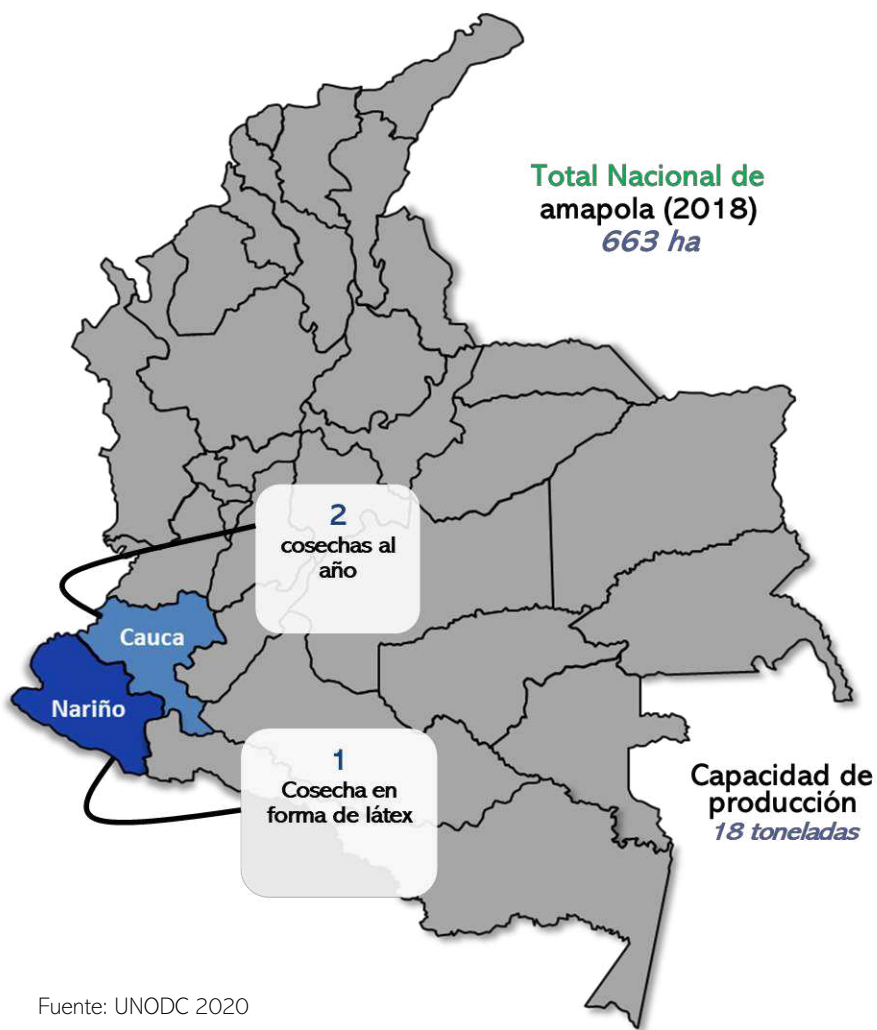 Total Nacional de
amapola (2018)
663 ha
2
cosechas al
año
Cauca
Nariño
1
Cosecha en
forma de látex
Capacidad de
producción
18 toneladas
Fuente: UNODC 2020